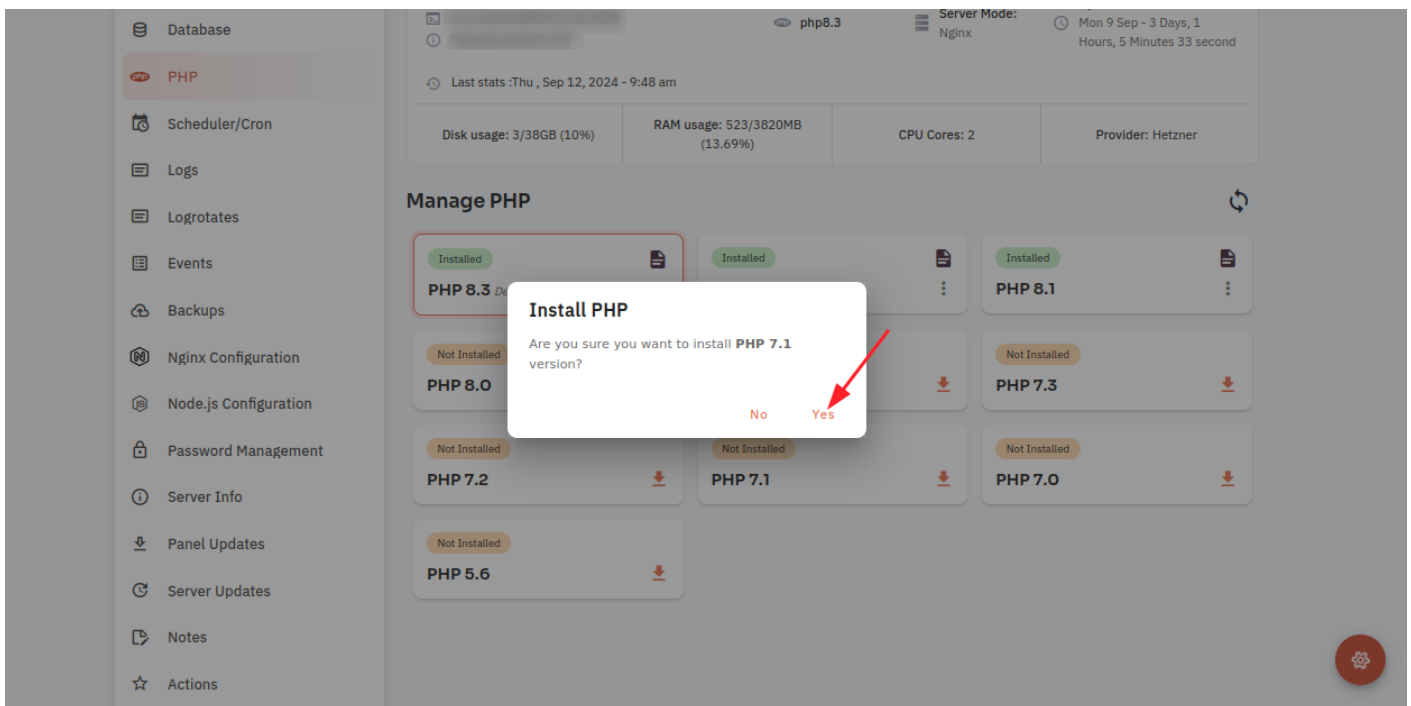 Database
PHP
Scheduler/Cron
Logs
Logrotates
Events
Backups
Nginx Configuration
Node.js Configuration
Password Management
Server Info
Panel Updates
Server Updates
Notes
Actions
php8.3
Server Mode:
Nginx
Mon 9 Sep - 3 Days, 1
Hours, 5 Minutes 33 second
Last stats :Thu , Sep 12, 2024 - 9:48 am
Disk usage: 3/38GB (10%)
RAM usage: 523/3820MB
(13.69%)
CPU Cores: 2
Provider: Hetzner
Manage PHP
Installed
PHP 8.3
Installed
Installed
PHP 8.1
Install PHP
Are you sure you want to install PHP 7.1
version?
No Yes
Not Installed
PHP 8.0
Not Installed
PHP 7.3
Not Installed
PHP 7.2
Not Installed
PHP 7.1
Not Installed
PHP 7.0
Not Installed
PHP 5.6